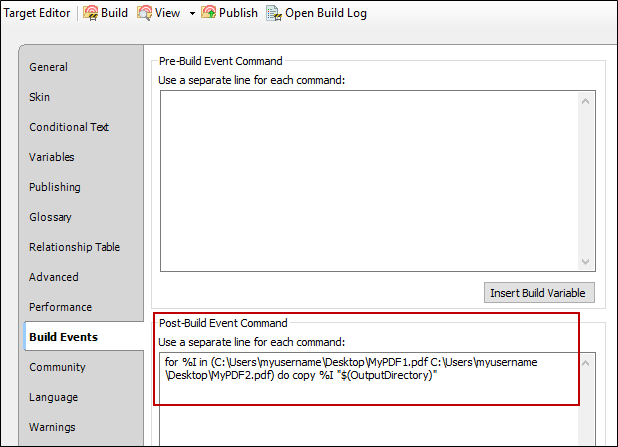 Target Editor Build View Publish Open Build Log
General
Skin
Conditional Text
Variables
Publishing
Glossary
Relationship Table
Advanced
Performance
Build Events
Community
Language
Warnings
Pre-Build Event Command
Use a separate line for each command:
Insert Build Variable
Post-Build Event Command
Use a separate line for each command:
for %I in (C:\Users\myusername\Desktop\MyPDF1.pdf C:\Users\myusername
\Desktop\MyPDF2.pdf) do copy %I "$(OutputDirectory)"